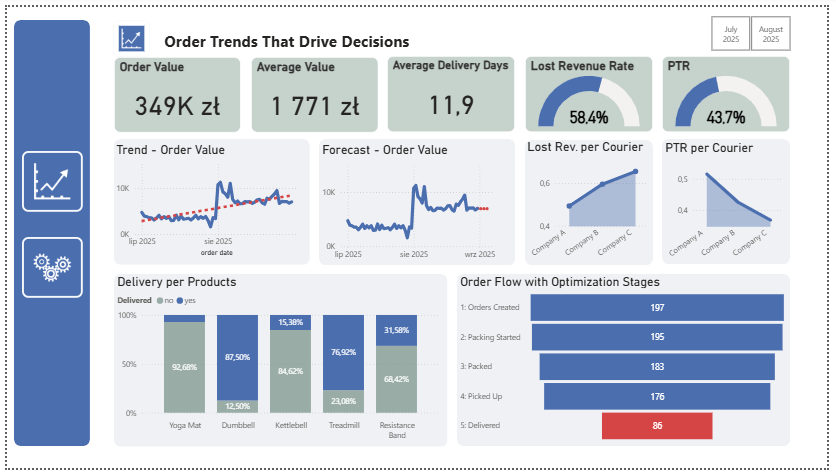 Order Trends That Drive Decisions
July
2025
August
2025
Order Value
349K zł
Average Value
1 771 zł
Average Delivery Days
11,9
Lost Revenue Rate
58.4%
PTR
43,7%
Trend - Order Value
10K
0K
lip 2025
sie 2025
order date
Forecast - Order Value
10K
0K
lip 2025
sie 2025
wrz 2025
Lost Rev. per Courier
0,6
0,4
Company A
Company B
Company C
PTR per Courier
0,5
0,4
Company A
Company B
Company C
Delivery per Products
Delivered no yes
100%
50%
0%
92,68%
87,50%
12,50%
15,38%
84,62%
76,92%
23,08%
31,58%
68,42%
Yoga Mat
Dumbbell
Kettlebell
Treadmill
Resistance
Band
Order Flow with Optimization Stages
1: Orders Created 197
2: Packing Started 195
3: Packed 183
4: Picked Up 176
5: Delivered 86